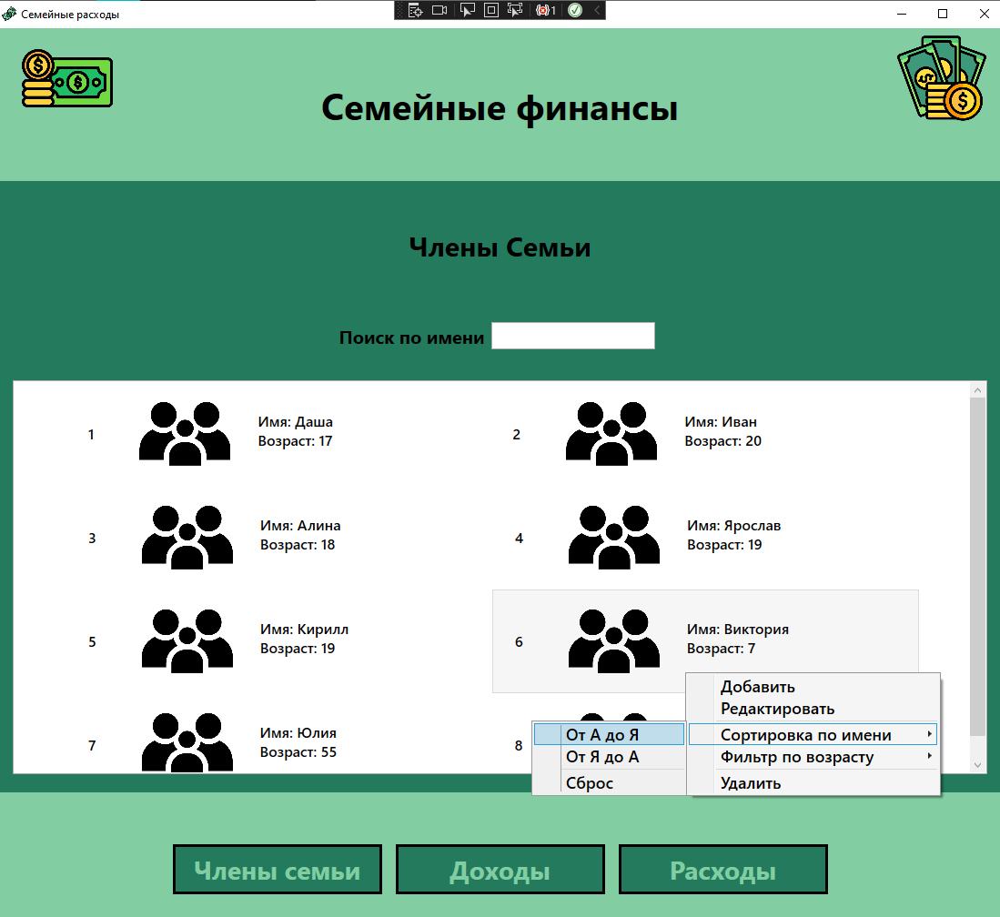 Семейные расходы
1
Семейные финансы
Члены Семьи
Поиск по имени
1
Имя: Даша
Возраст: 17
2
Имя: Иван
Возраст: 20
3
Имя: Алина
Возраст: 18
4
Имя: Ярослав
Возраст: 19
5
Имя: Кирилл
Возраст: 19
6
Имя: Виктория
Возраст: 7
7
Имя: Юлия
Возраст: 55
8
Добавить
Редактировать
Сортировка по имени
Фильтр по возрасту
Удалить
От А до Я
От Я до А
Сброс
Члены семьи
Доходы
Расходы